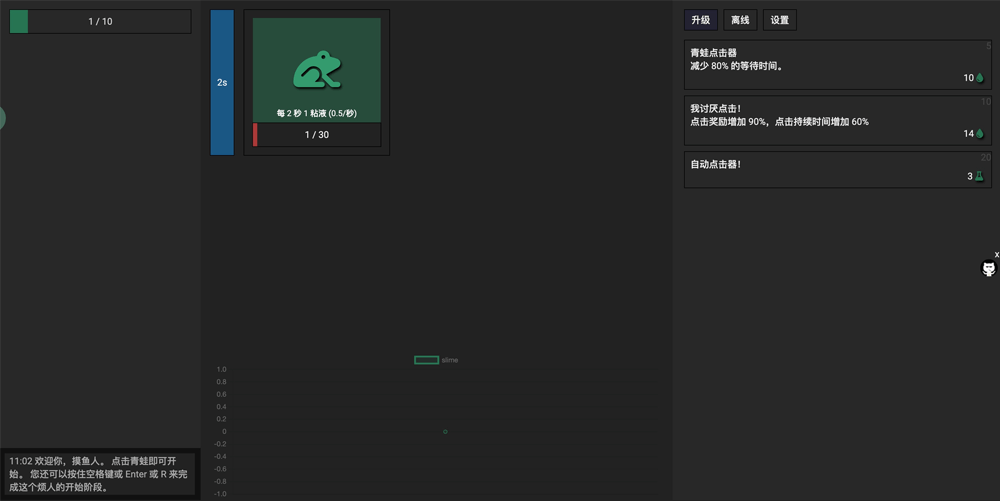 1 / 10
2s
每 2 秒 1 粘液 (0.5/秒)
1 / 30
升级
离线
设置
5
青蛙点击器
减少 80% 的等待时间。
10
10
我讨厌点击！
点击奖励增加 90%，点击持续时间增加 60%
14
20
自动点击器！
3
x
slime
1.0
0.8
0.6
0.4
0.2
0
-0.2
-0.4
-0.6
-0.8
-1.0
11:02 欢迎你，摸鱼人。 点击青蛙即可开
始。 您还可以按住空格键或 Enter 或 R 来完
成这个烦人的开始阶段。